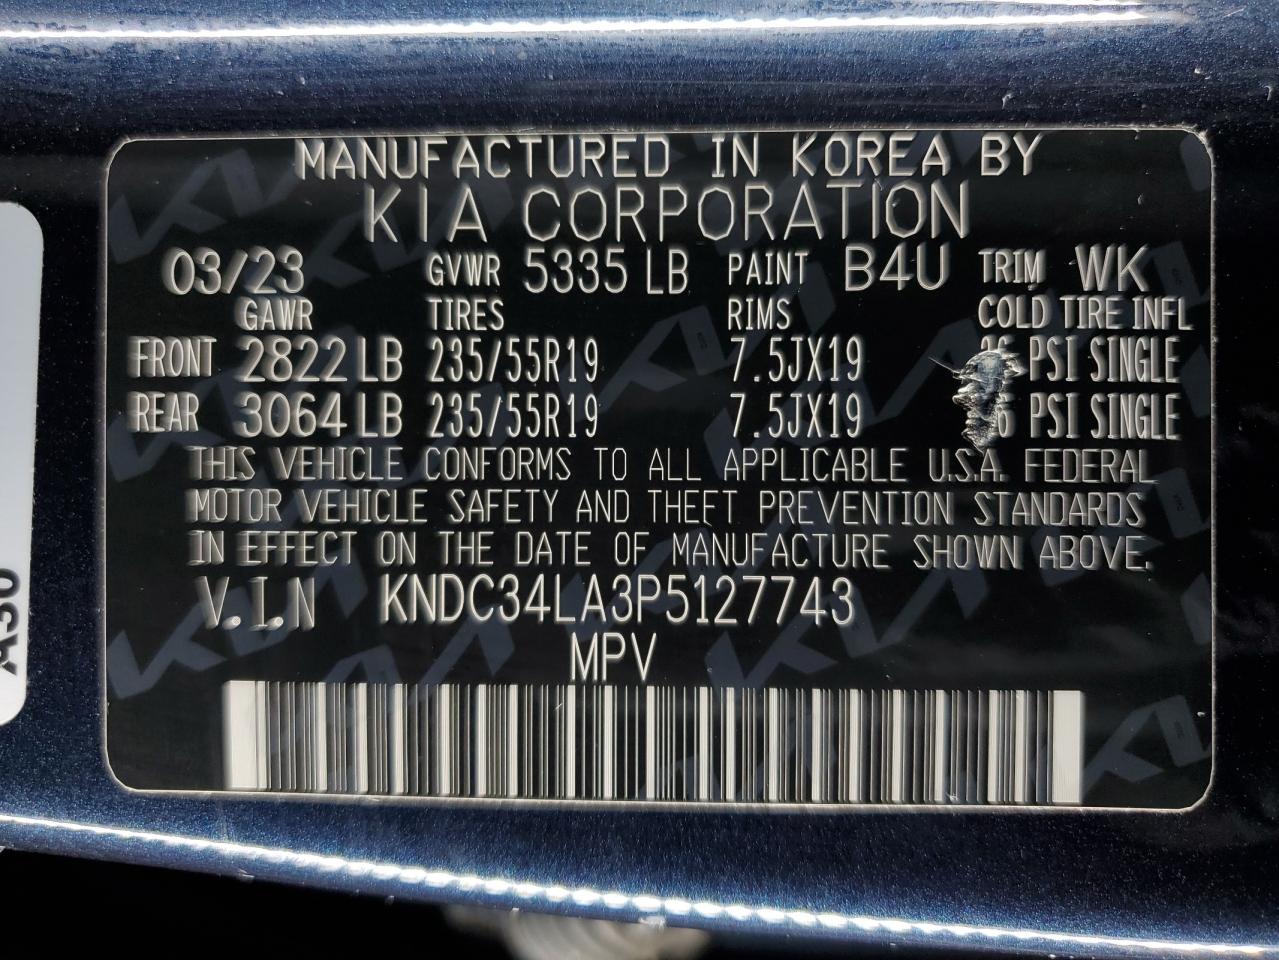 MANUFACTURED IN KOREA BY
KIA CORPORATION
03/23 GVWR 5335 LB PAINT B4U TRIM WK
GAWR TIRES RIMS COLD TIRE INFL
FRONT 2822 LB 235/55R19 7.5JX19 PSI SINGLE
REAR 3064 LB 235/55R19 7.5JX19 PSI SINGLE
THIS VEHICLE CONFORMS TO ALL APPLICABLE U.S.A. FEDERAL
MOTOR VEHICLE SAFETY AND THEFT PREVENTION STANDARDS
IN EFFECT ON THE DATE OF MANUFACTURE SHOWN ABOVE.
V.I.N KNDC34LA3P5127743
MPV
A30